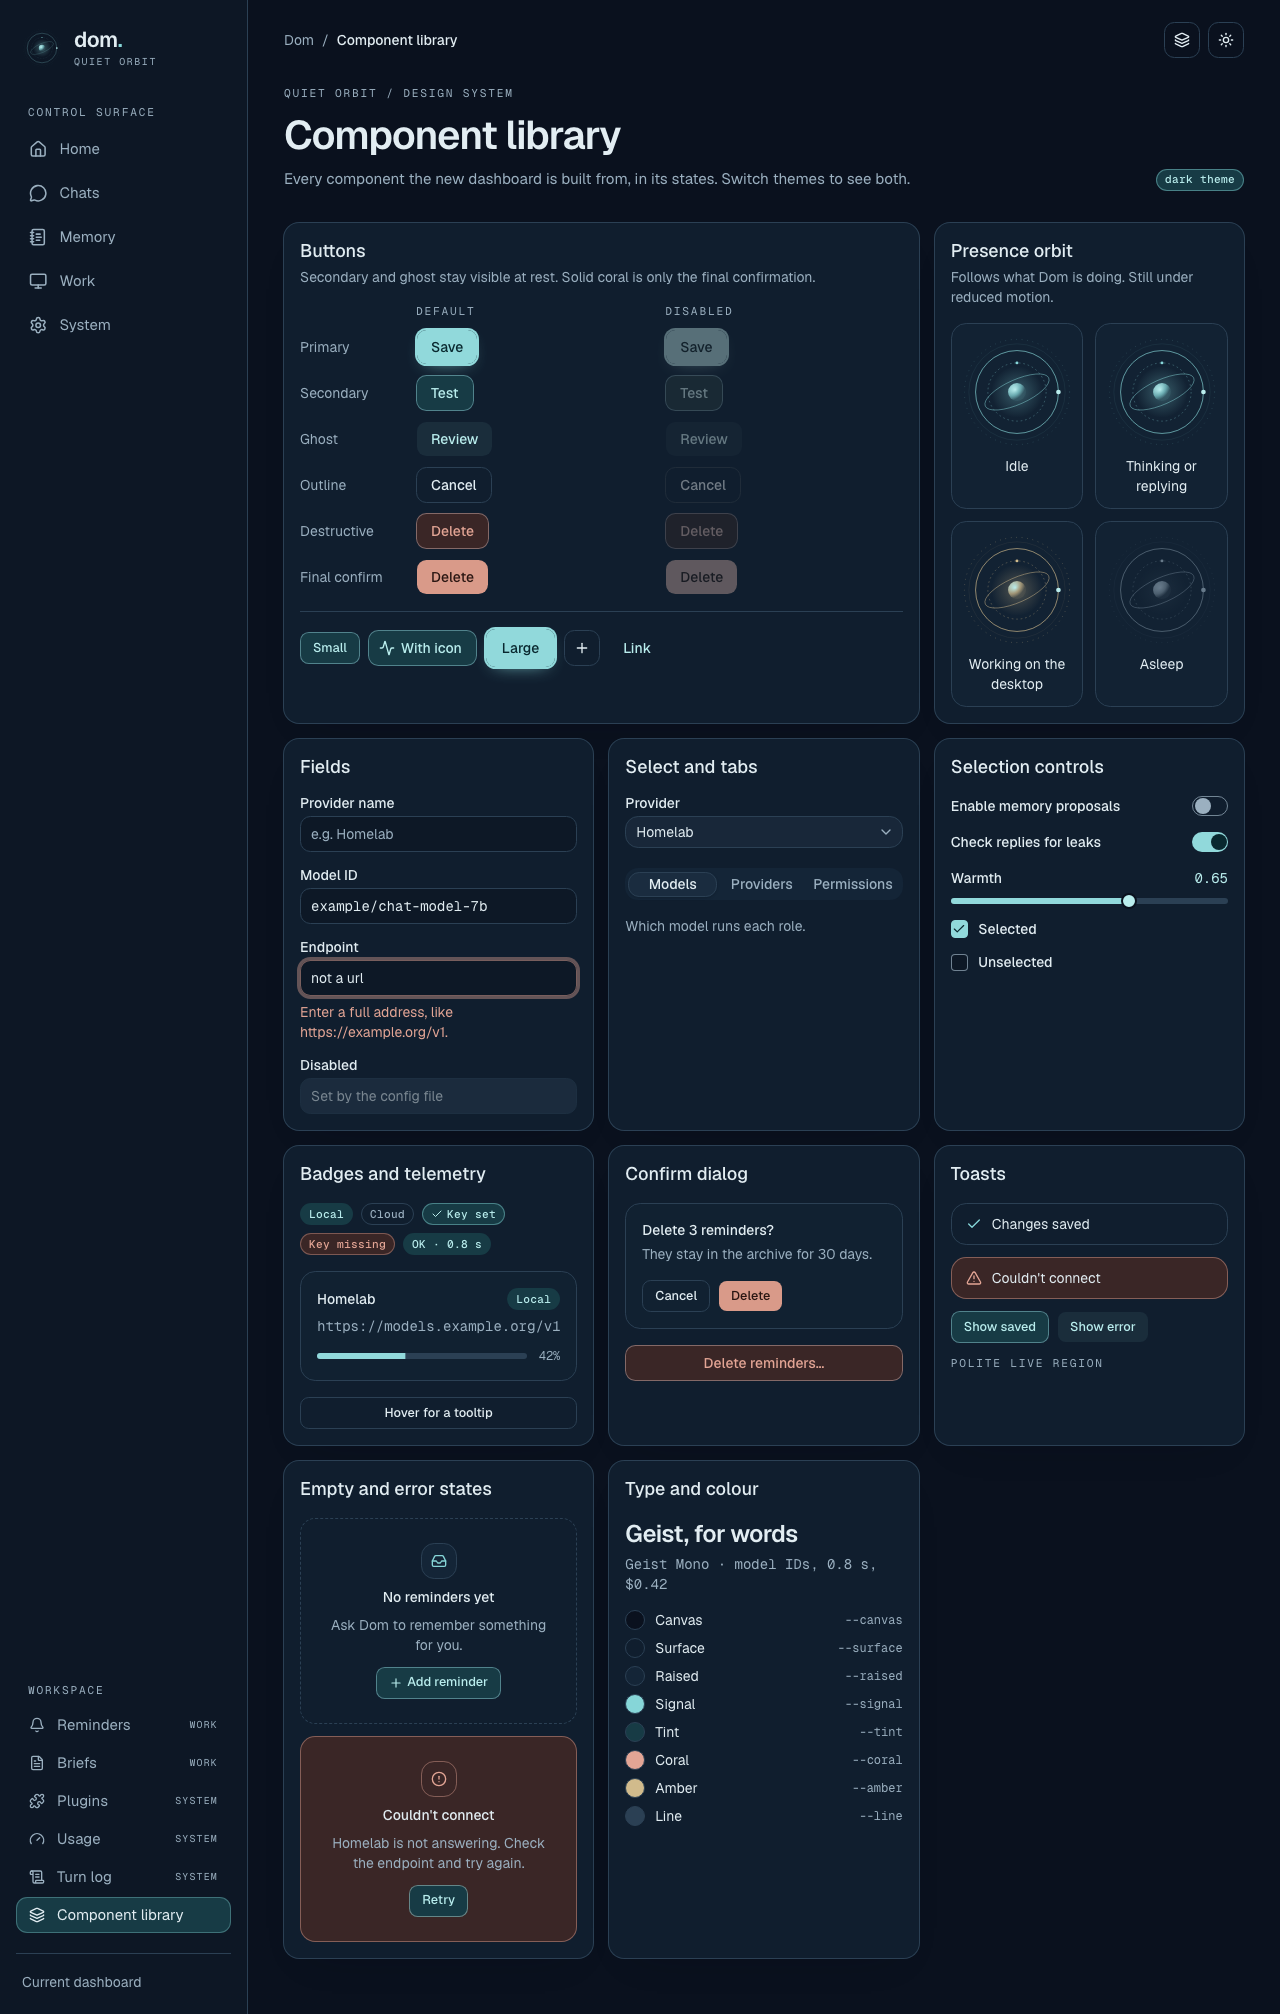 dom.
QUIET ORBIT
CONTROL SURFACE
Home
Chats
Memory
Work
System
WORKSPACE
Reminders WORK
Briefs WORK
Plugins SYSTEM
Usage SYSTEM
Turn log SYSTEM
Component library
Current dashboard
Dom / Component library
QUIET ORBIT / DESIGN SYSTEM
Component library
Every component the new dashboard is built from, in its states. Switch themes to see both.
dark theme
Buttons
Secondary and ghost stay visible at rest. Solid coral is only the final confirmation.
DEFAULT DISABLED
Primary Save Save
Secondary Test Test
Ghost Review Review
Outline Cancel Cancel
Destructive Delete Delete
Final confirm Delete Delete
Small With icon Large Link
Presence orbit
Follows what Dom is doing. Still under
reduced motion.
Idle
Thinking or
replying
Working on the
desktop
Asleep
Fields
Provider name
e.g. Homelab
Model ID
example/chat-model-7b
Endpoint
not a url
Enter a full address, like
https://example.org/v1.
Disabled
Set by the config file
Select and tabs
Provider
Homelab
Models Providers Permissions
Which model runs each role.
Selection controls
Enable memory proposals
Check replies for leaks
Warmth 0.65
Selected
Unselected
Badges and telemetry
Local Cloud Key set
Key missing OK · 0.8 s
Homelab Local
https://models.example.org/v1
42%
Hover for a tooltip
Confirm dialog
Delete 3 reminders?
They stay in the archive for 30 days.
Cancel Delete
Delete reminders…
Toasts
Changes saved
Couldn't connect
Show saved Show error
POLITE LIVE REGION
Empty and error states
No reminders yet
Ask Dom to remember something
for you.
Add reminder
Couldn't connect
Homelab is not answering. Check
the endpoint and try again.
Retry
Type and colour
Geist, for words
Geist Mono · model IDs, 0.8 s,
$0.42
Canvas --canvas
Surface --surface
Raised --raised
Signal --signal
Tint --tint
Coral --coral
Amber --amber
Line --line